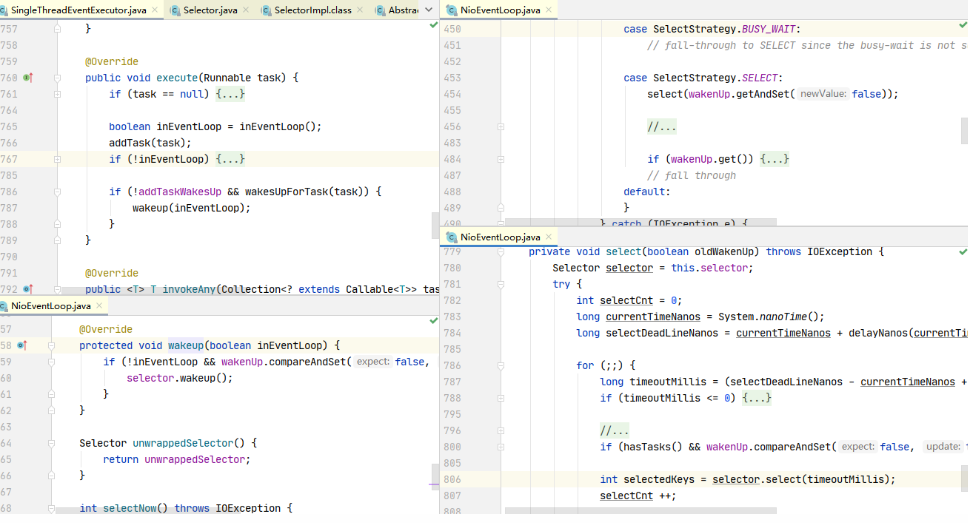 SingleThreadEventExecutor.java Selector.java SelectorImpl.class Abstra
757 }
758
759 @Override
760 public void execute(Runnable task) {
761 if (task == null) {...}
764
765 boolean inEventLoop = inEventLoop();
766 addTask(task);
767 if (!inEventLoop) {...}
785
786 if (!addTaskWakesUp && wakesUpForTask(task)) {
787 wakeup(inEventLoop);
788 }
789 }
790
791 @Override
792 public <T> T invokeAny(Collection<? extends Callable<T>> tas
NioEventLoop.java
57 @Override
58 protected void wakeup(boolean inEventLoop) {
59 if (!inEventLoop && wakenUp.compareAndSet( expect: false,
60 selector.wakeup();
61 }
62 }
63
64 Selector unwrappedSelector() {
65 return unwrappedSelector;
66 }
67
68 int selectNow() throws IOException {
NioEventLoop.java
450 case SelectStrategy.BUSY_WAIT:
451 // fall-through to SELECT since the busy-wait is not s
452
453 case SelectStrategy.SELECT:
454 select(wakenUp.getAndSet( newValue: false));
455
456 //...
483
484 if (wakenUp.get()) {...}
487 // fall through
488 default:
489 }
490 } catch (IOException e) {
NioEventLoop.java
779 private void select(boolean oldWakenUp) throws IOException {
780 Selector selector = this.selector;
781 try {
782 int selectCnt = 0;
783 long currentTimeNanos = System.nanoTime();
784 long selectDeadLineNanos = currentTimeNanos + delayNanos(currentTim
785
786 for (;;) {
787 long timeoutMillis = (selectDeadLineNanos - currentTimeNanos +
788 if (timeoutMillis <= 0) {...}
795
796 //...
800 if (hasTasks() && wakenUp.compareAndSet( expect: false, update: t
805
806 int selectedKeys = selector.select(timeoutMillis);
807 selectCnt ++;
808